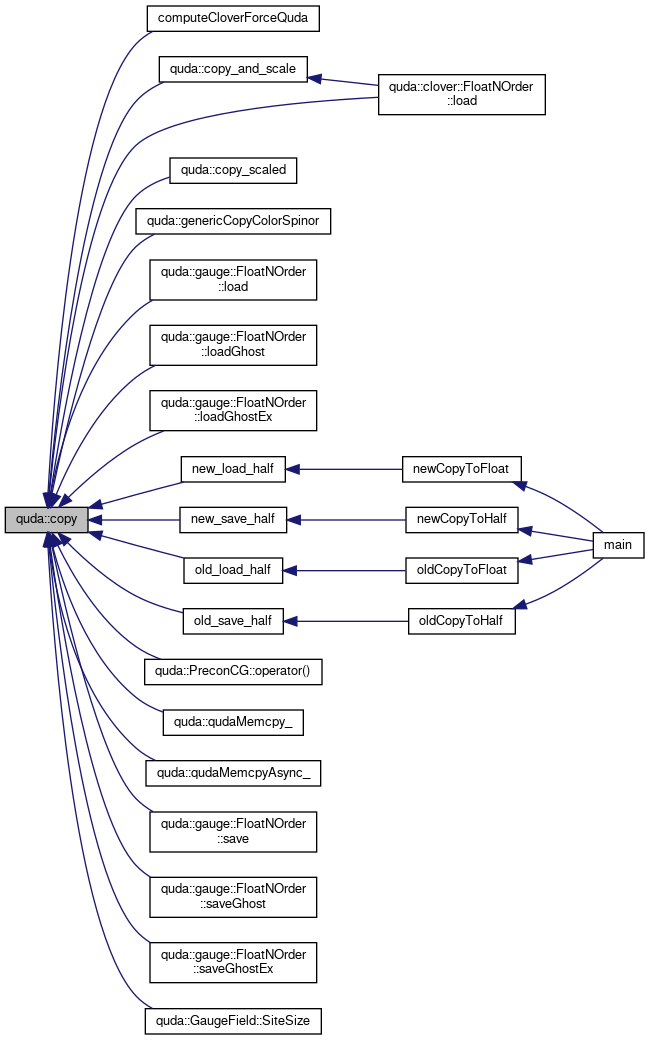 computeCloverForceQuda
quda::copy_and_scale
quda::clover::FloatNOrder
::load
quda::copy_scaled
quda::genericCopyColorSpinor
quda::gauge::FloatNOrder
::load
quda::gauge::FloatNOrder
::loadGhost
quda::gauge::FloatNOrder
::loadGhostEx
new_load_half
newCopyToFloat
quda::copy
new_save_half
newCopyToHalf
main
old_load_half
oldCopyToFloat
old_save_half
oldCopyToHalf
quda::PreconCG::operator()
quda::qudaMemcpy_
quda::qudaMemcpyAsync_
quda::gauge::FloatNOrder
::save
quda::gauge::FloatNOrder
::saveGhost
quda::gauge::FloatNOrder
::saveGhostEx
quda::GaugeField::SiteSize